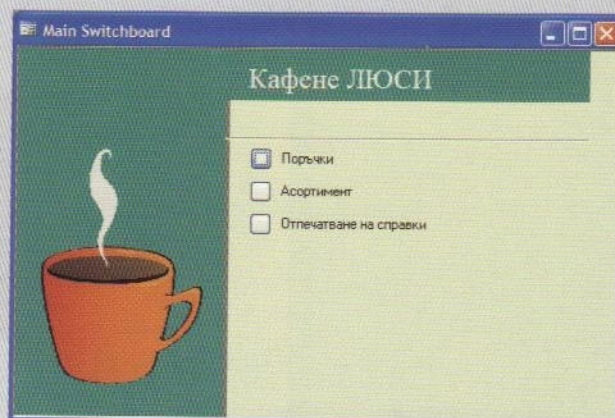 Main Switchboard
Кафене ЛЮСИ
Поръчки
Асортимент
Отпечатване на справки